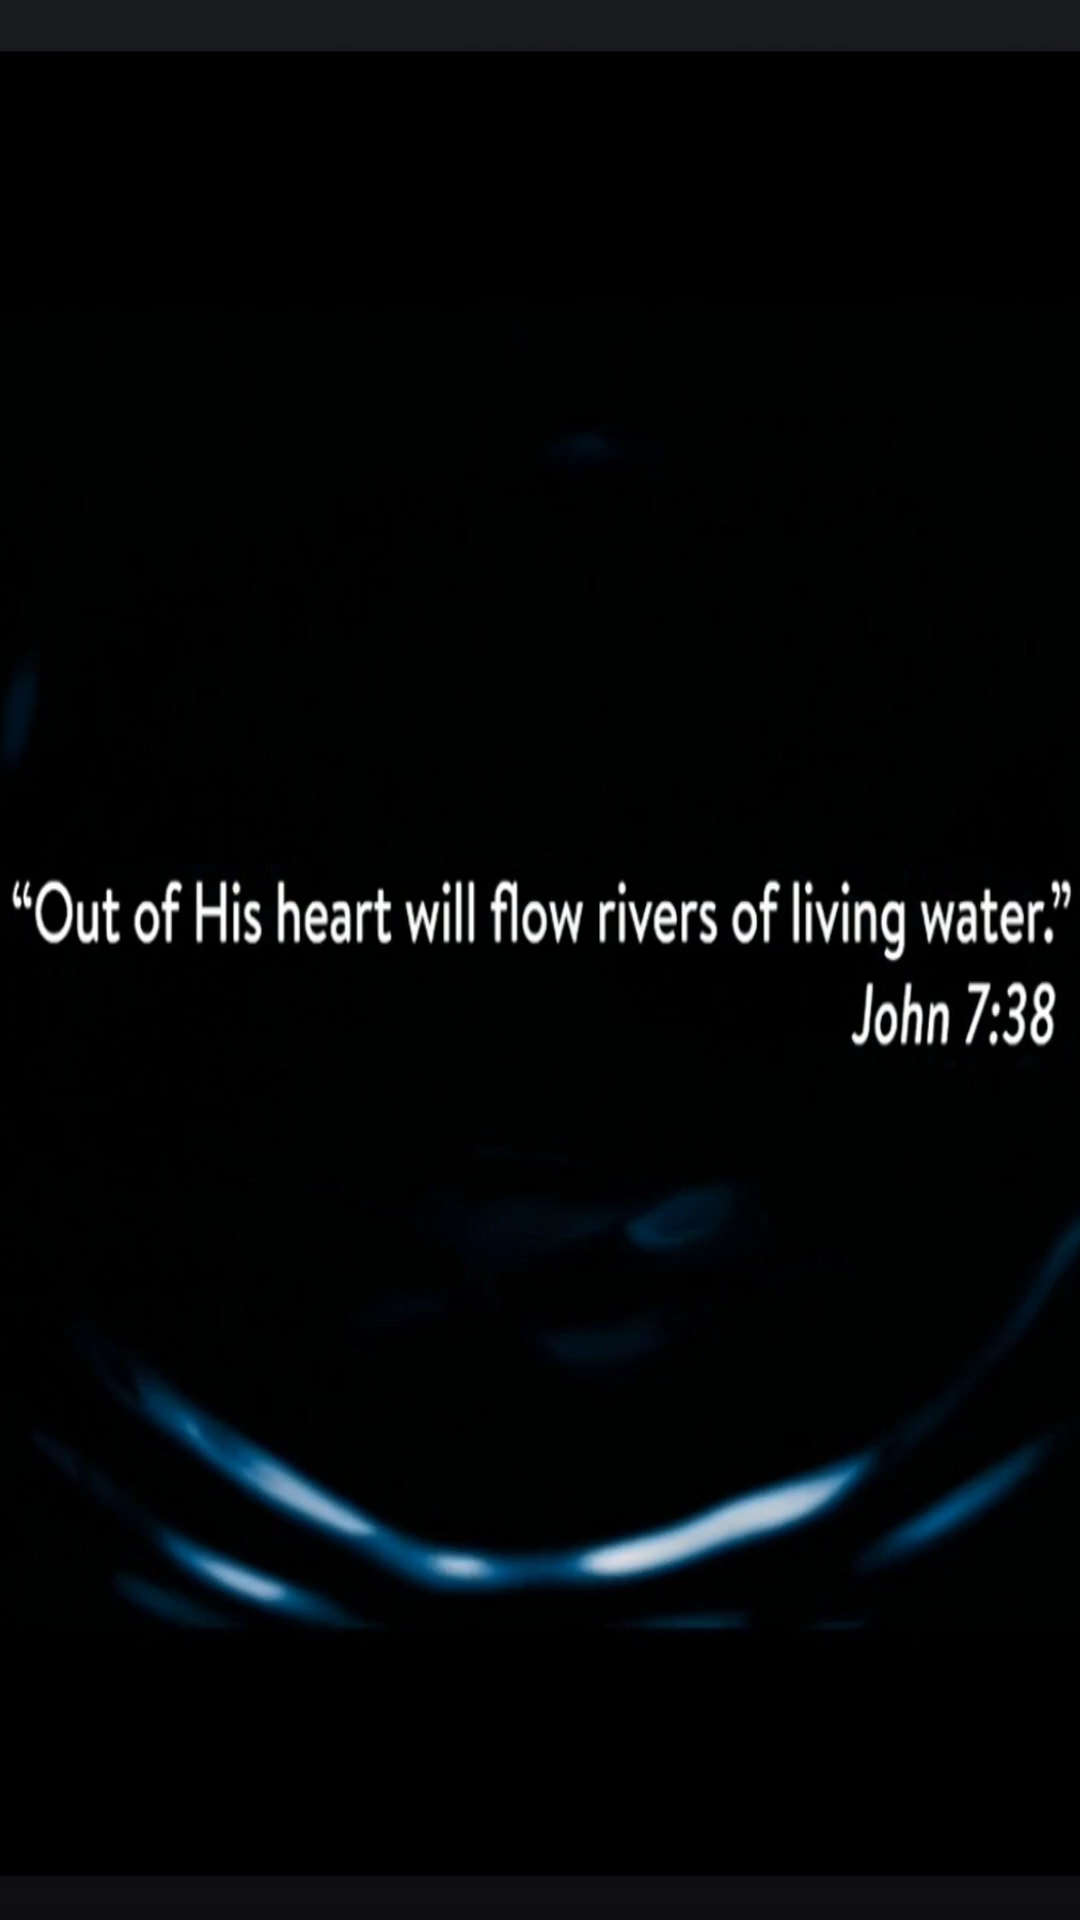 “Out of His heart will flow rivers of living water.”
John 7:38